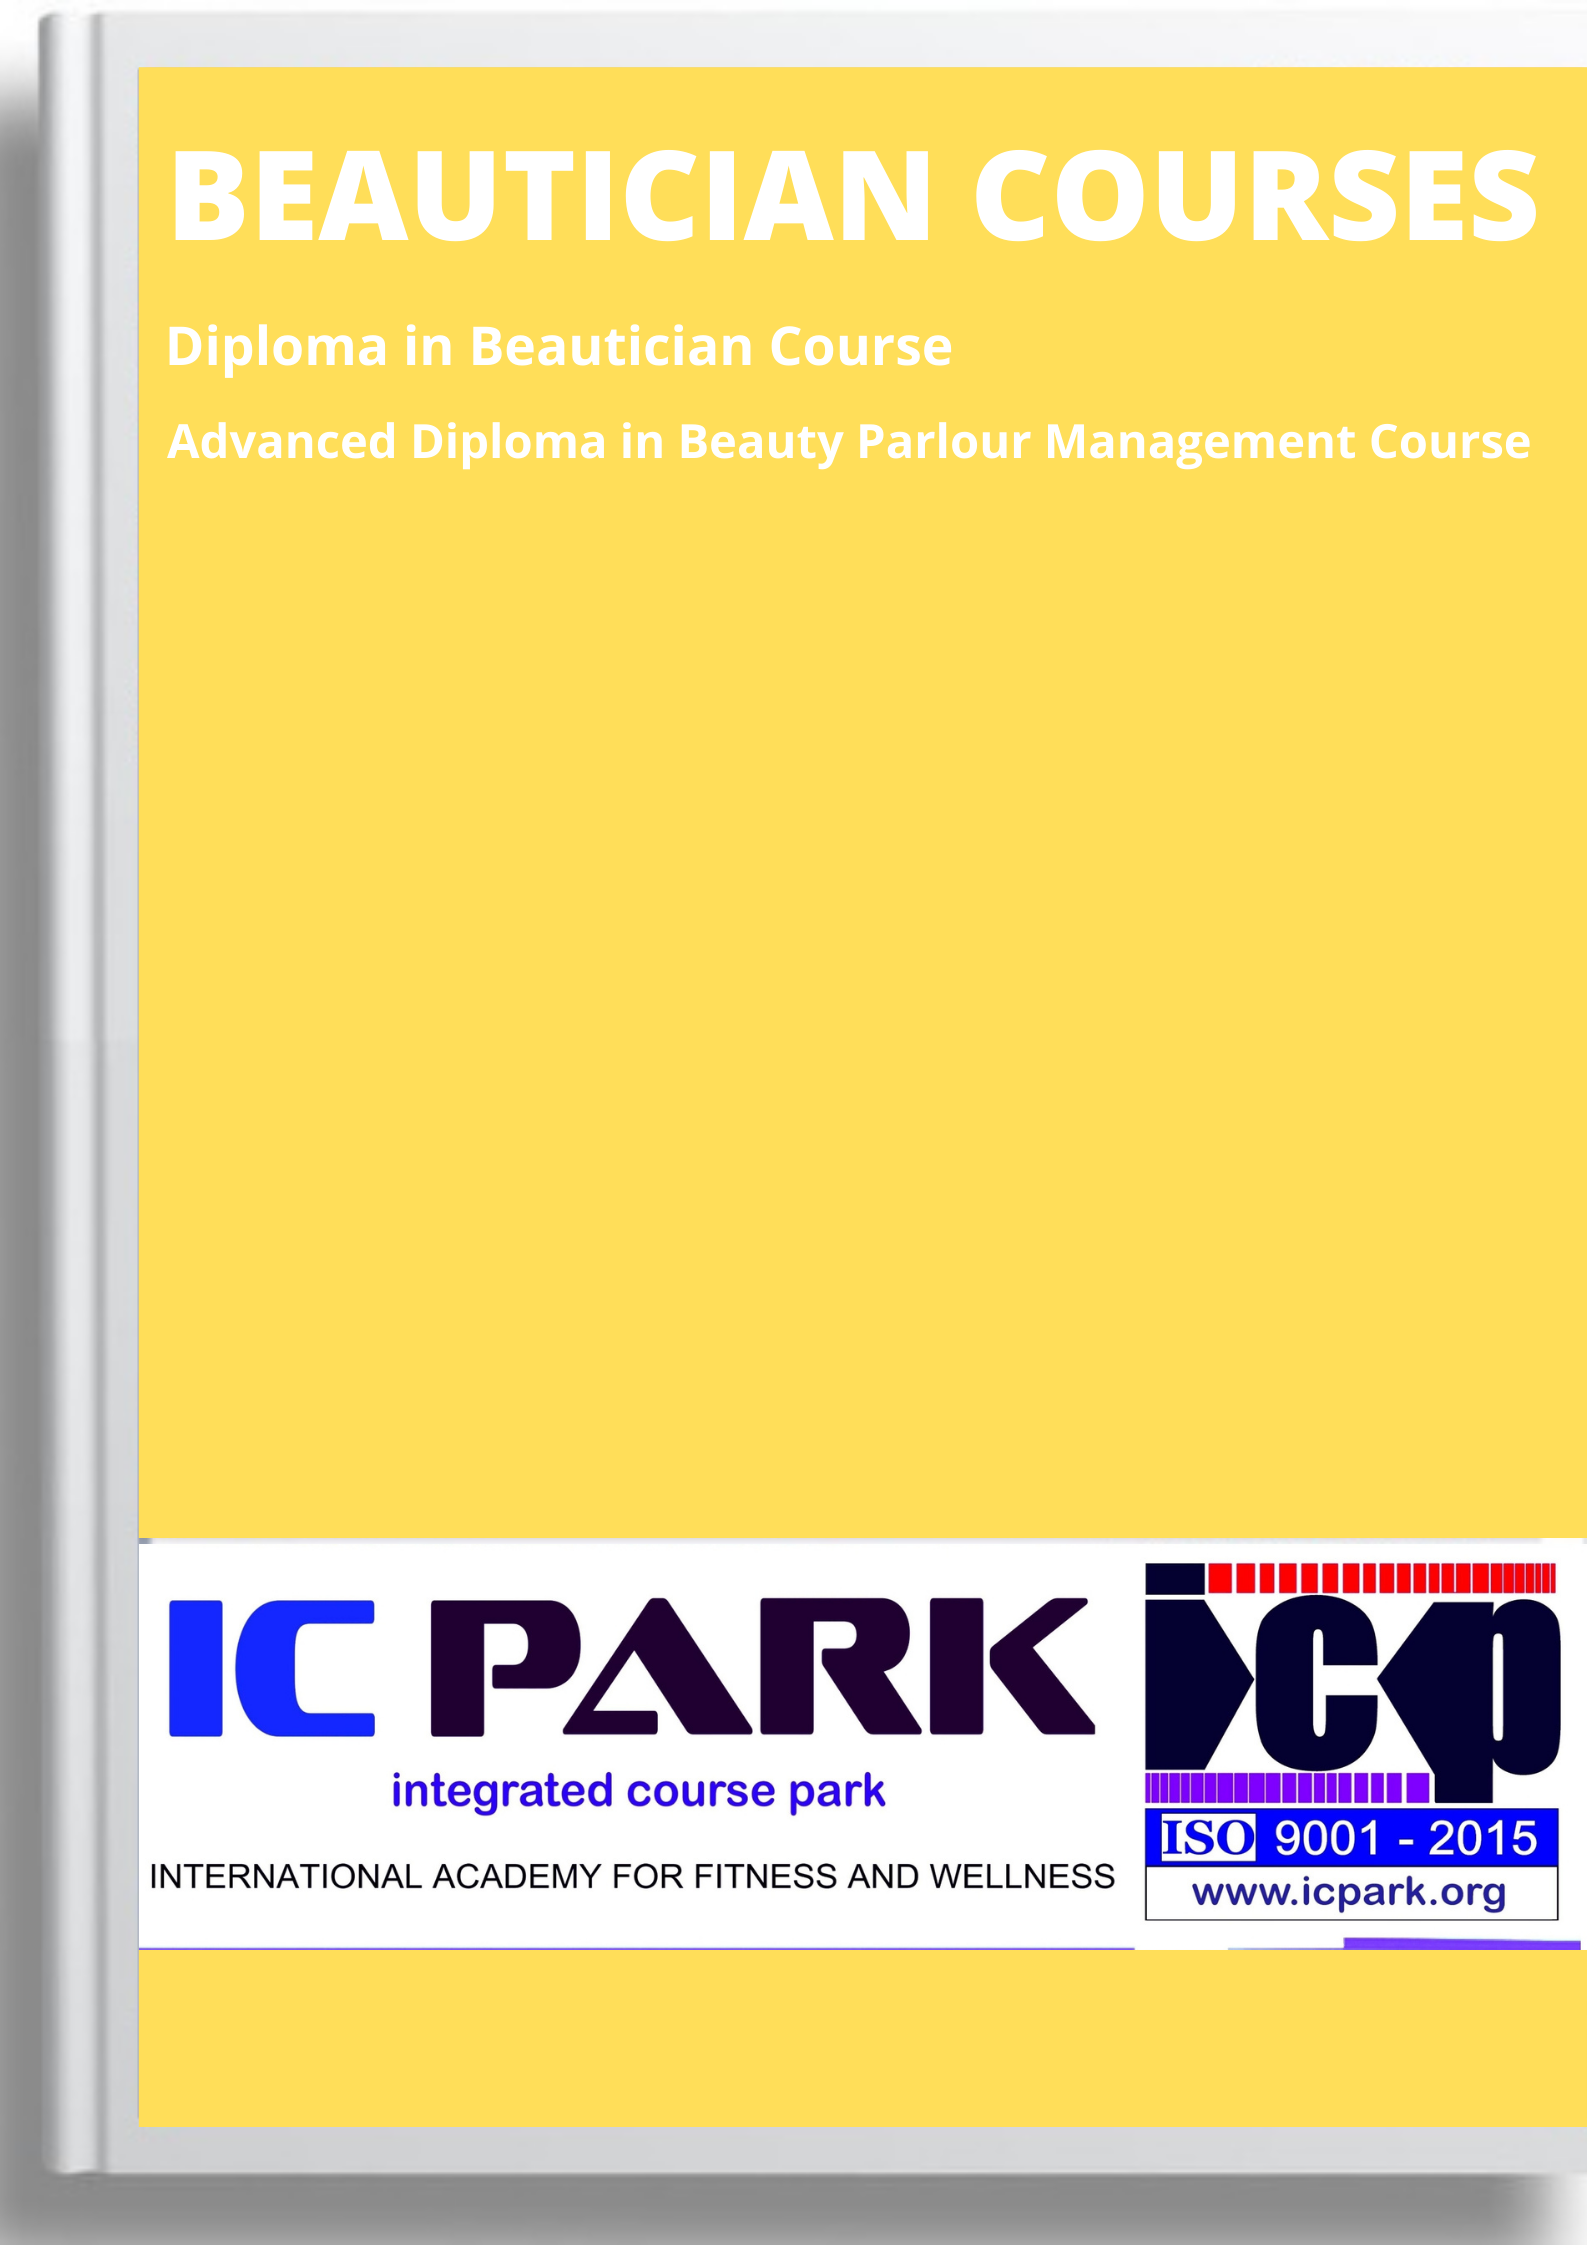 BEAUTICIAN COURSES
Diploma in Beautician Course
Advanced Diploma in Beauty Parlour Management Course
IC PARK
integrated course park
INTERNATIONAL ACADEMY FOR FITNESS AND WELLNESS
icp
ISO 9001 - 2015
www.icpark.org